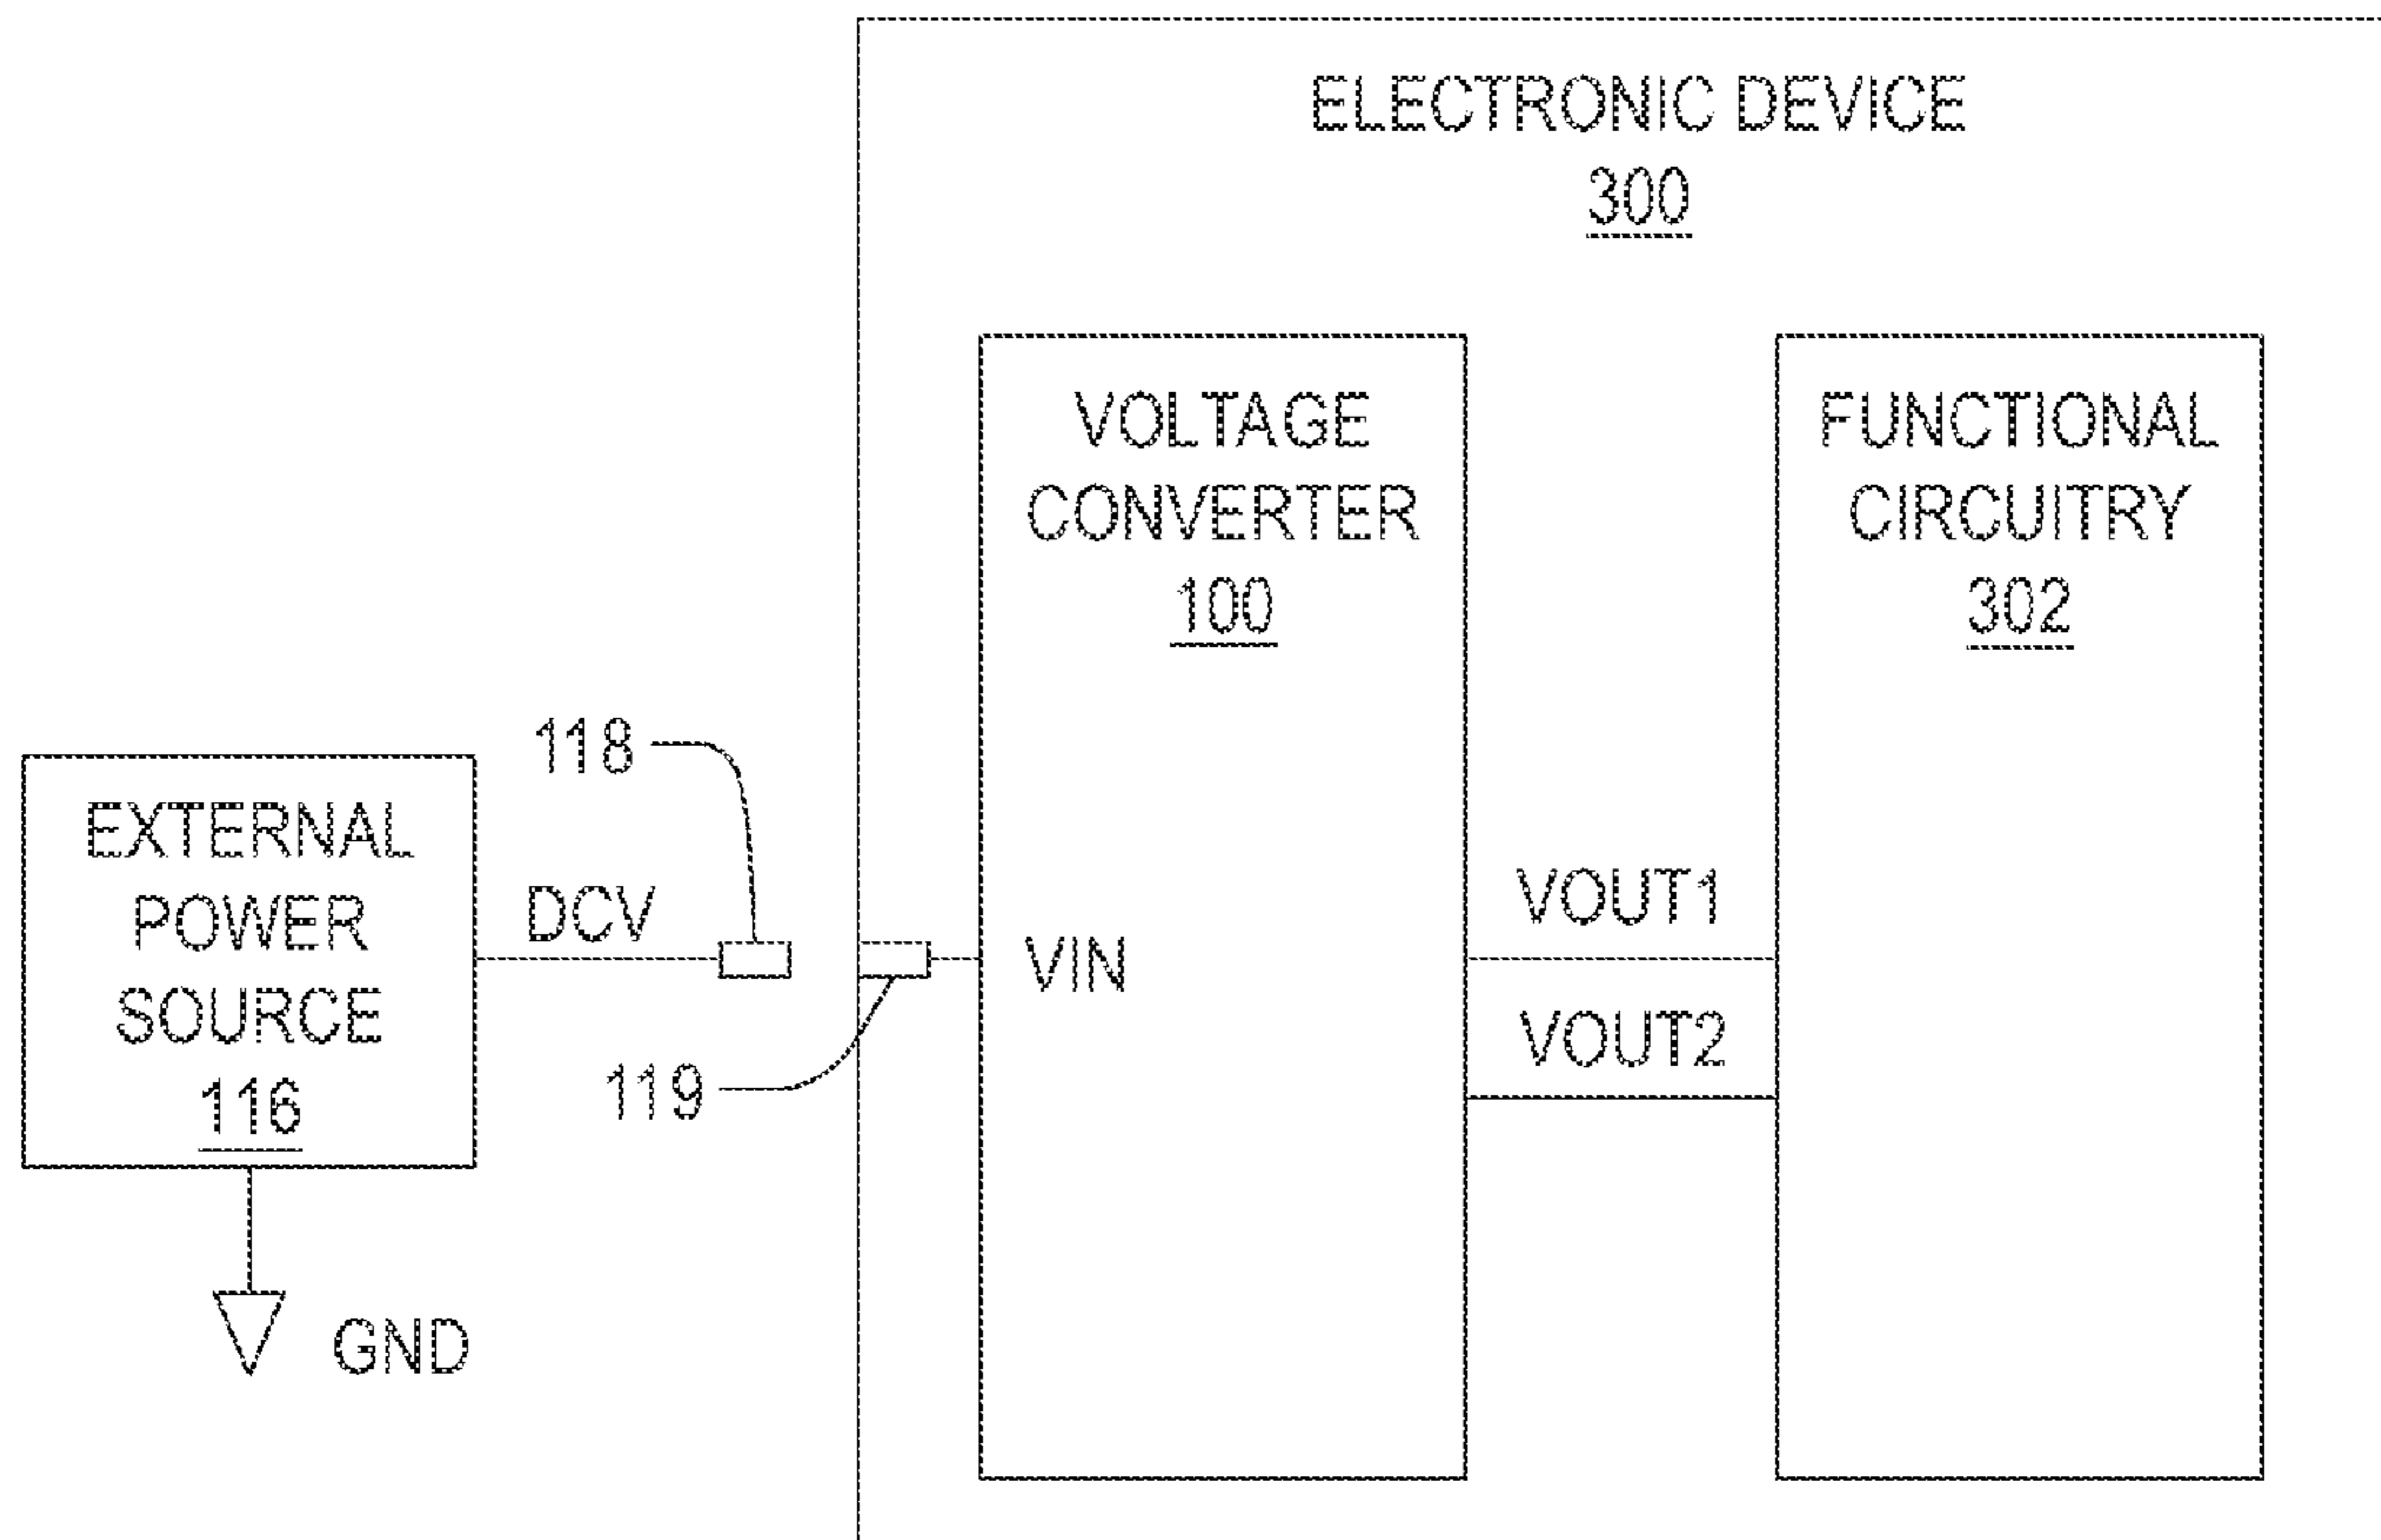 ELECTRONIC DEVICE
300
VOLTAGE
CONVERTER
100
FUNCTIONAL
CIRCUITRY
302
118
EXTERNAL
POWER
SOURCE
116
DCV
VIN
VOUT1
VOUT2
119
GND